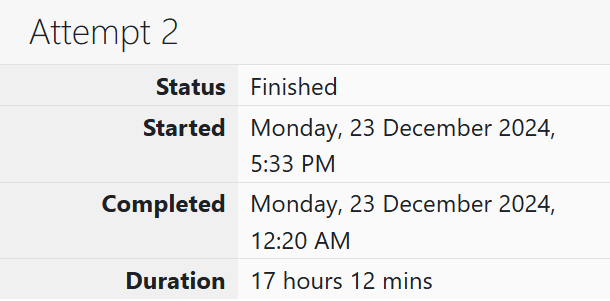 Attempt 2
Status Finished
Started Monday, 23 December 2024,
5:33 PM
Completed Monday, 23 December 2024,
12:20 AM
Duration 17 hours 12 mins